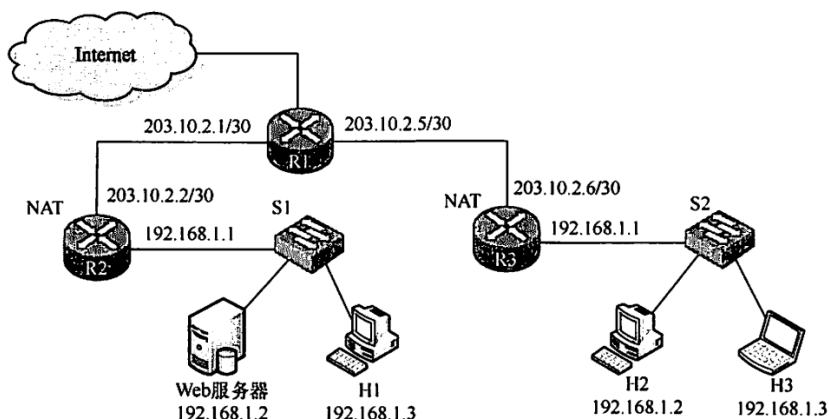 Internet
203.10.2.1/30
203.10.2.5/30
R1
203.10.2.2/30
203.10.2.6/30
NAT
S1
NAT
S2
192.168.1.1
192.168.1.1
R2
R3
Web服务器
192.168.1.2
H1
192.168.1.3
H2
192.168.1.2
H3
192.168.1.3